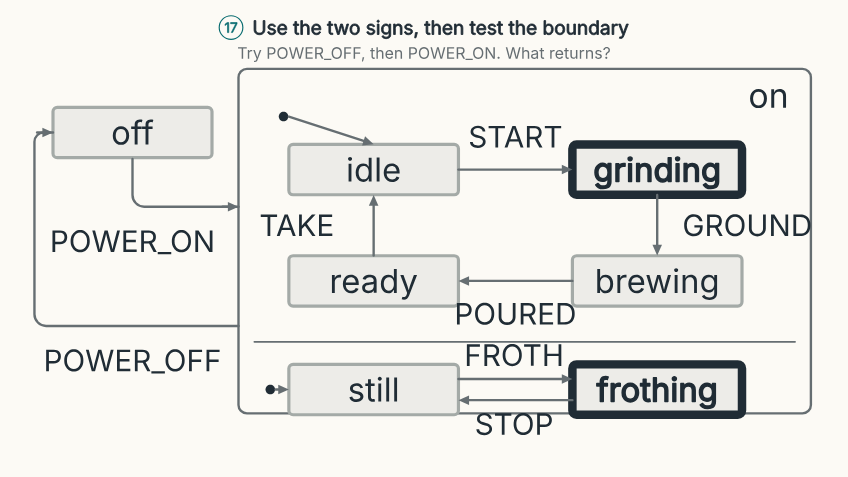 17 Use the two signs, then test the boundary
Try POWER_OFF, then POWER_ON. What returns?
on
off
START
idle
grinding
TAKE
GROUND
POWER_ON
ready
brewing
POURED
POWER_OFF
FROTH
still
frothing
STOP